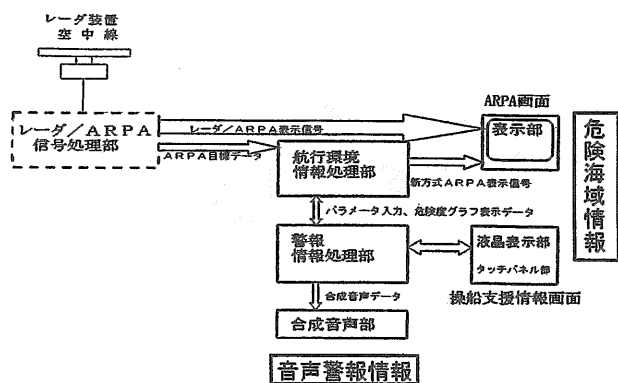 レーダ装置
空中線
レーダ／ARPA
信号処理部
レーダ／ARPA表示信号
ARPA目標データ
ARPA画面
表示部
航行環境
情報処理部
新方式ARPA表示信号
パラメータ入力、危険度グラフ表示データ
警報
情報処理部
液晶表示部
タッチパネル部
操船支援情報画面
合成音声データ
合成音声部
音声警報情報
危険海域情報